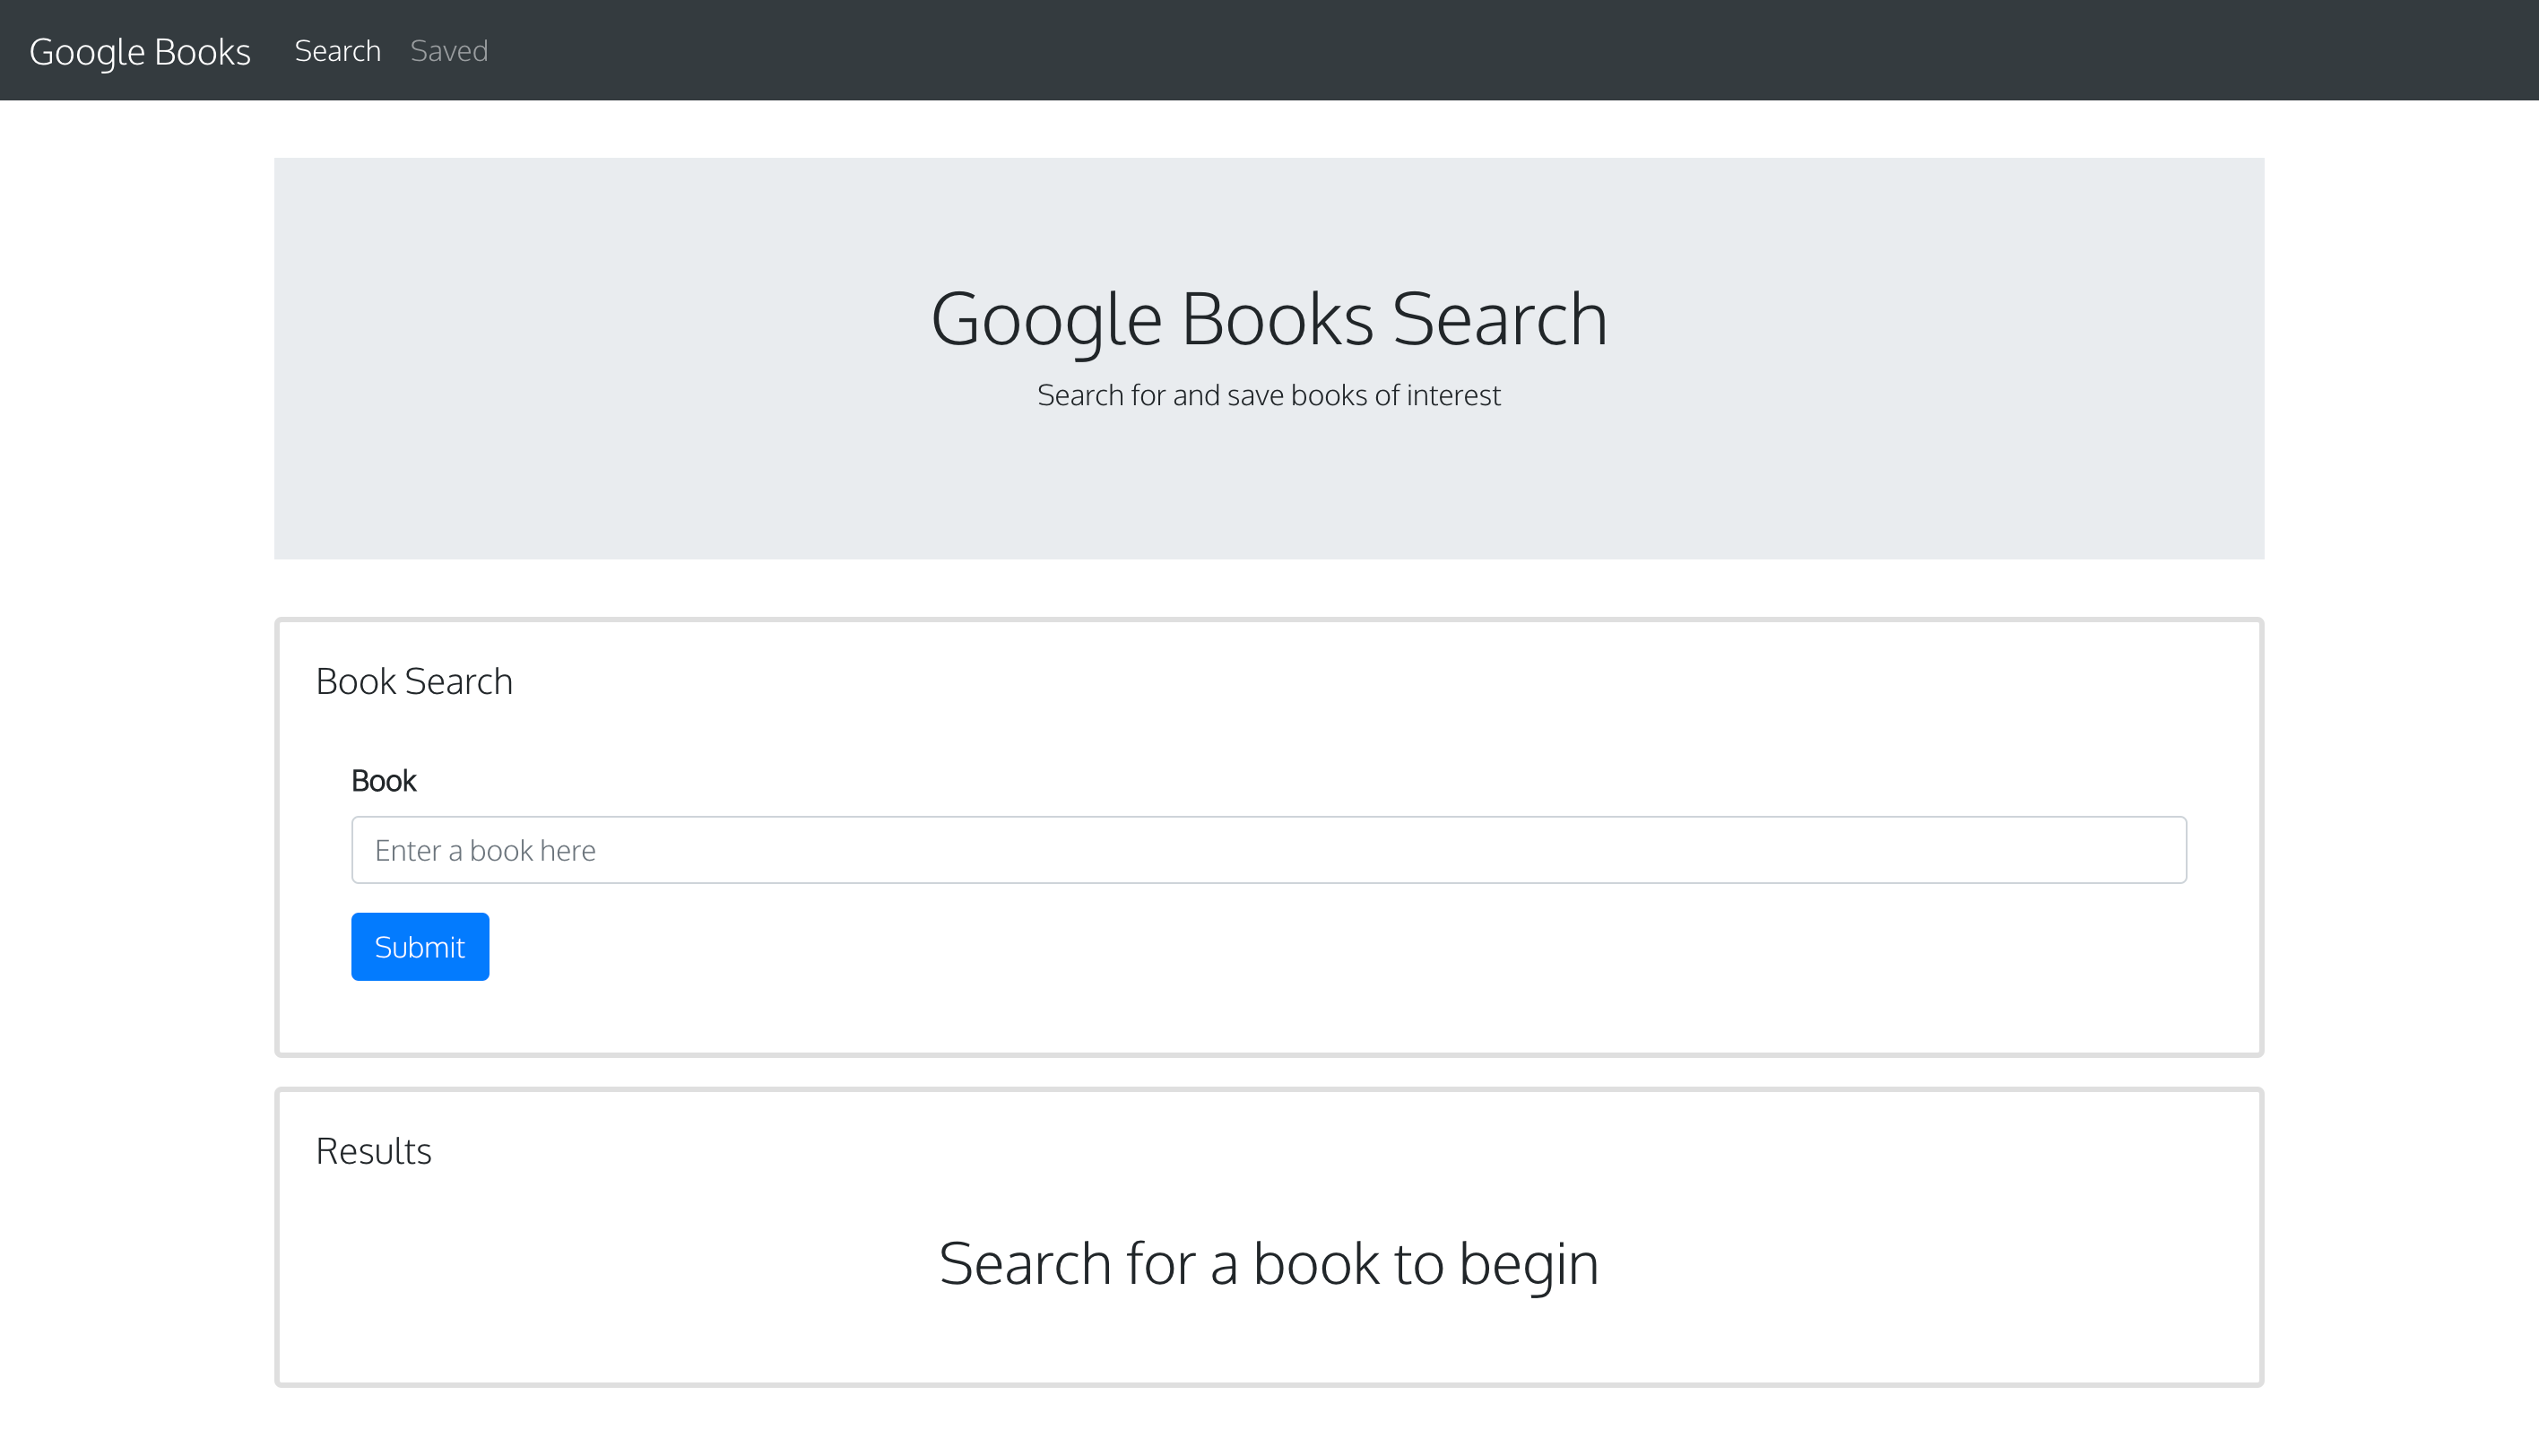 Google Books Search Saved
Google Books Search
Search for and save books of interest
Book Search
Book
Enter a book here
Submit
Results
Search for a book to begin